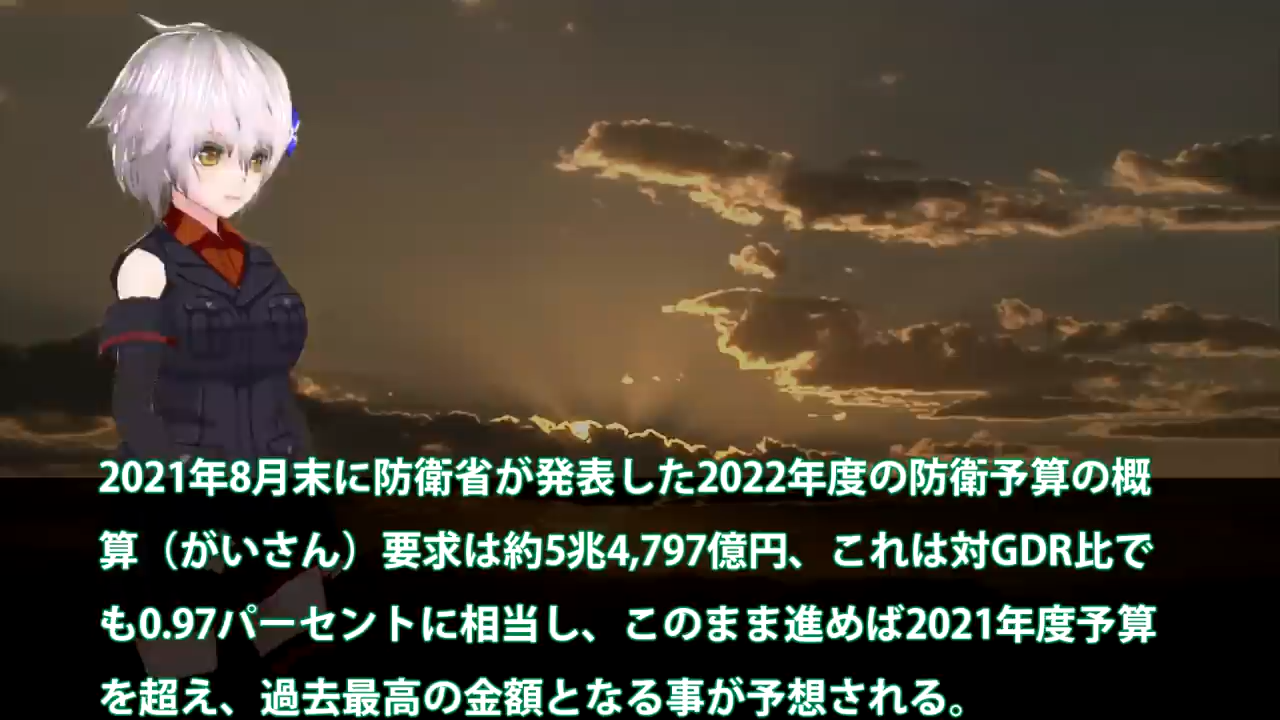 2021年8月末に防衛省が発表した2022年度の防衛予算の概
算（がいさん）要求は約5兆4,797億円、これは対GDR比で
も0.97パーセントに相当し、このまま進めば2021年度予算
を超え、過去最高の金額となる事が予想される。